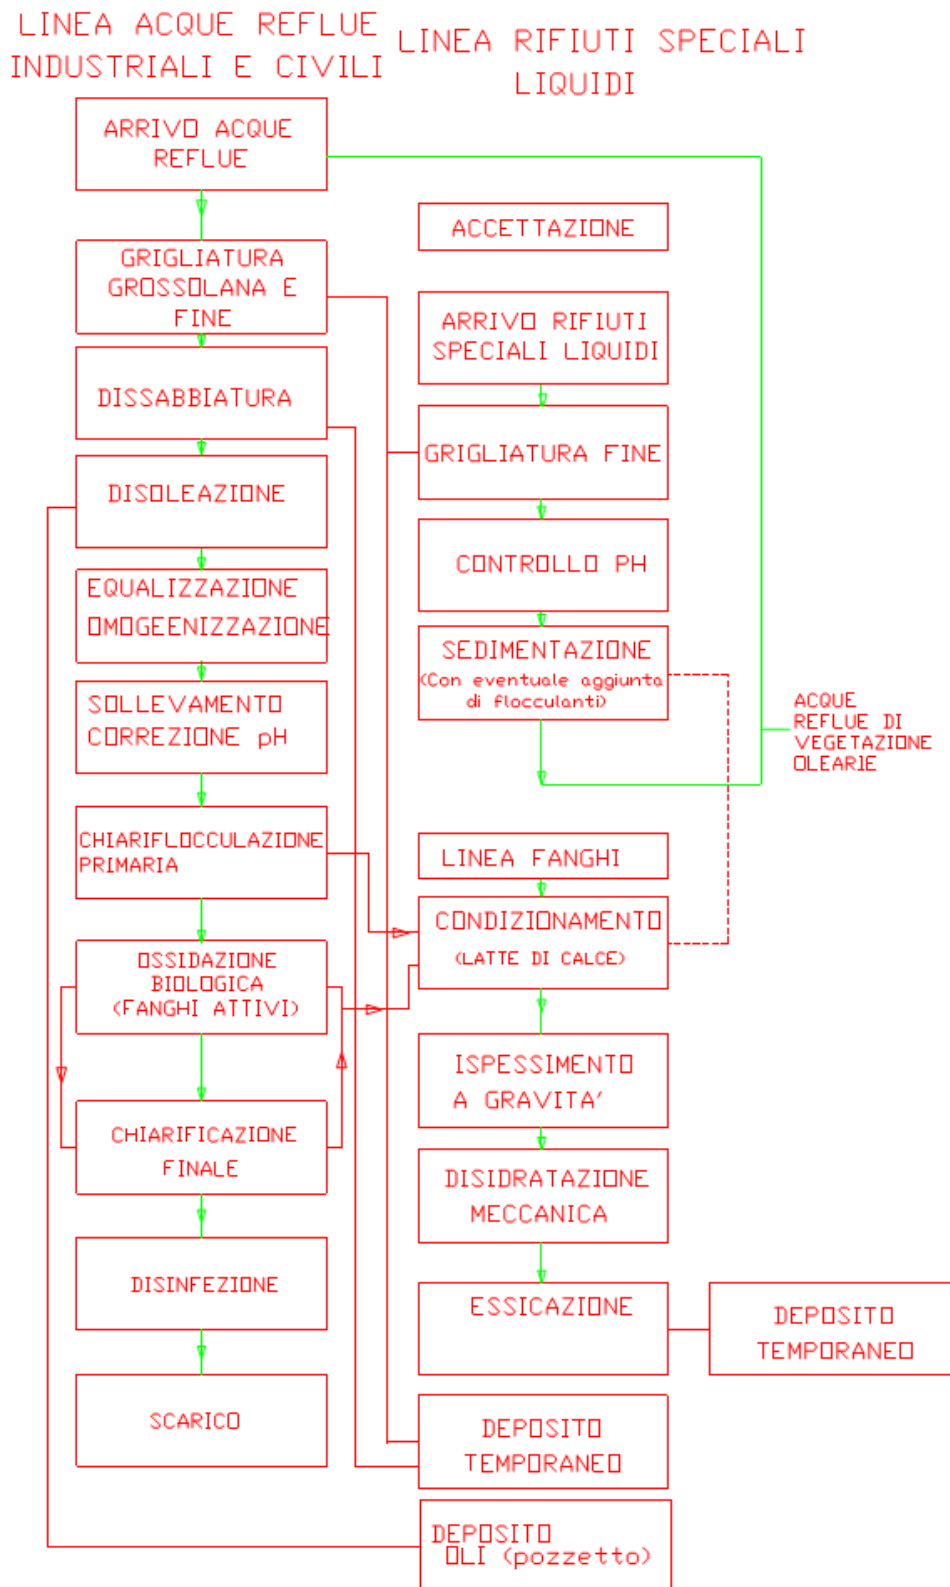 LINEA ACQUE REFLUE
INDUSTRIALI E CIVILI
LINEA RIFIUTI SPECIALI
LIQUIDI
ARRIVO ACQUE
REFLUE
GRIGLIATURA
GROSSOLANA E
FINE
DISSABBIATURA
DISOLEAZIONE
EQUALIZZAZIONE
OMOGEENIZZAZIONE
SOLLEVAMENTO
CORREZIONE pH
CHIARIFLOCCULAZIONE
PRIMARIA
OSSIDAZIONE
BIOLOGICA
(FANGHI ATTIVI)
CHIARIFICAZIONE
FINALE
DISINFEZIONE
SCARICO
ACCETTAZIONE
ARRIVO RIFIUTI
SPECIALI LIQUIDI
GRIGLIATURA FINE
CONTROLLO PH
SEDIMENTAZIONE
(Con eventuale aggiunta
di flocculanti)
ACQUE
REFLUE DI
VEGETAZIONE
OLEARIE
LINEA FANGHI
CONDIZIONAMENTO
(LATTE DI CALCE)
ISPESSIMENTO
A GRAVITA'
DISIDRATAZIONE
MECCANICA
ESSICAZIONE
DEPOSITO
TEMPORANEO
DEPOSITO
TEMPORANEO
DEPOSITO
OLI (pozzetto)